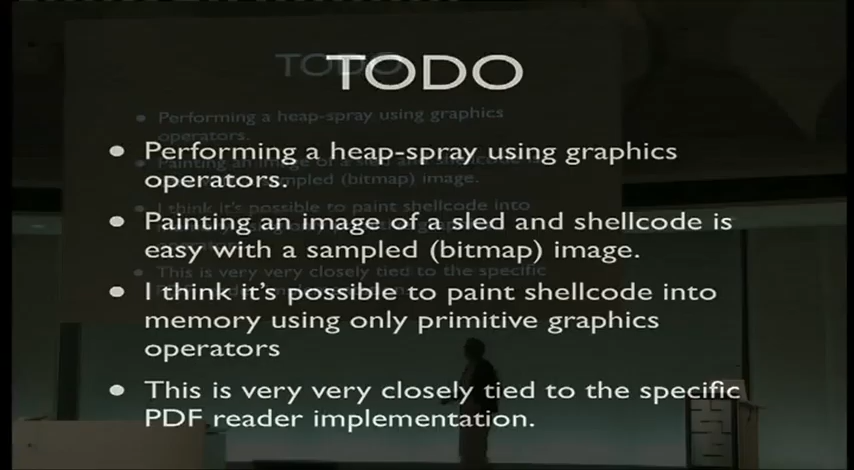 TODO
• Performing a heap-spray using graphics
operators.
• Painting an image of a sled and shellcode is
easy with a sampled (bitmap) image.
• I think it's possible to paint shellcode into
memory using only primitive graphics
operators
• This is very very closely tied to the specific
PDF reader implementation.